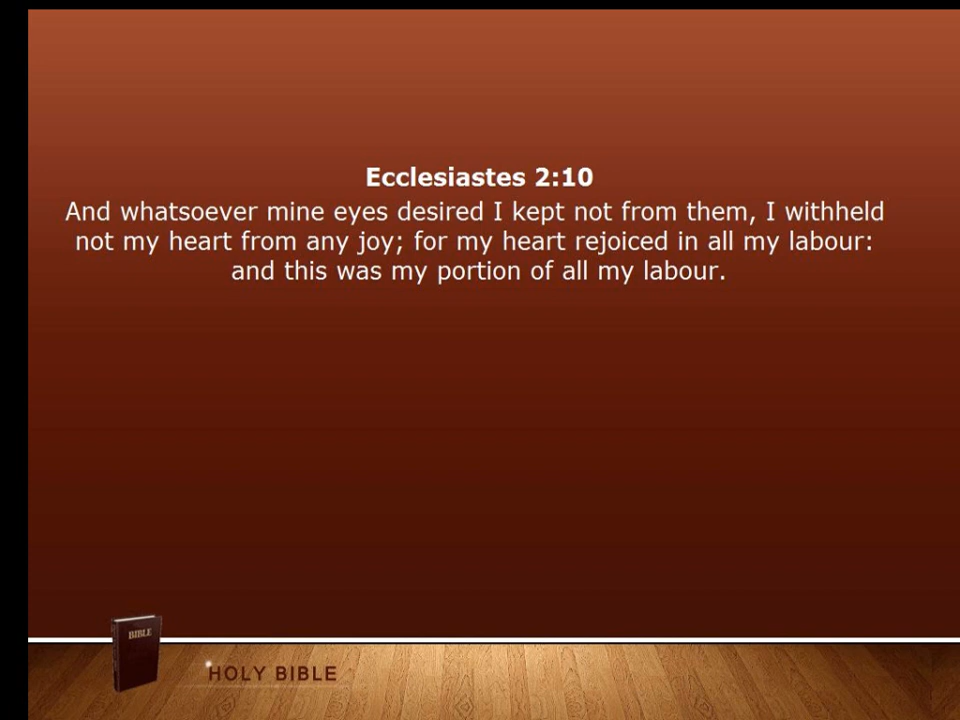 Ecclesiastes 2:10
And whatsoever mine eyes desired I kept not from them, I withheld
not my heart from any joy; for my heart rejoiced in all my labour:
and this was my portion of all my labour.
BIBLE
HOLY BIBLE